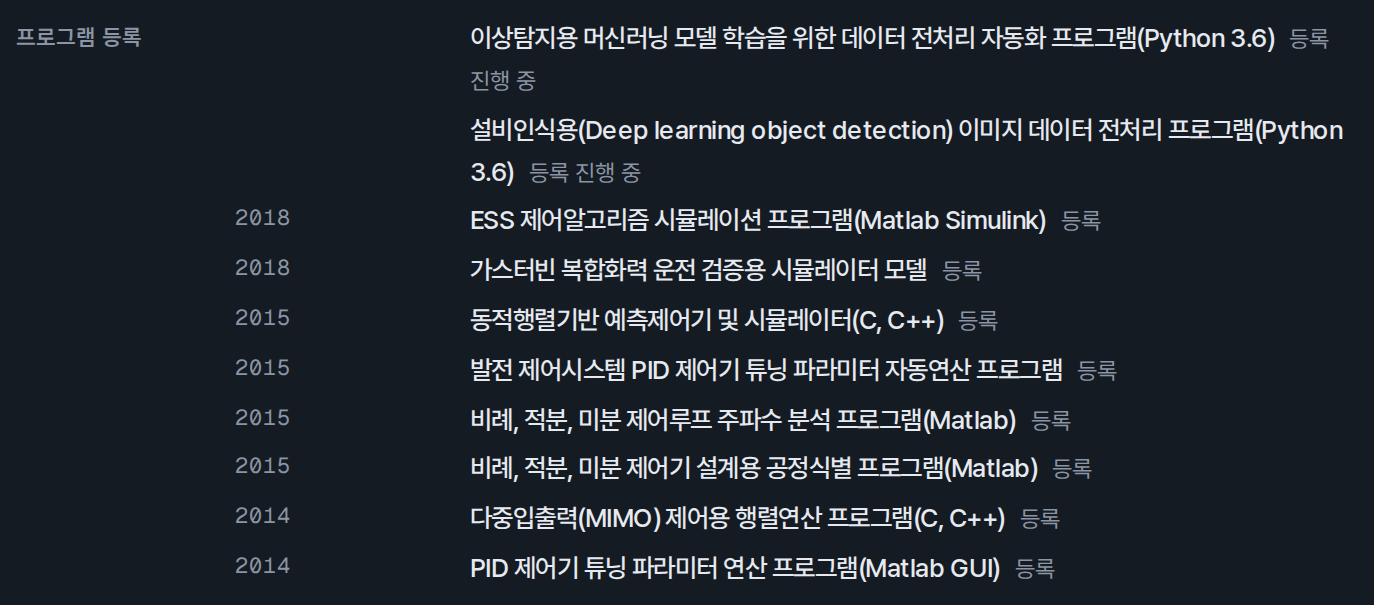 프로그램 등록
이상탐지용 머신러닝 모델 학습을 위한 데이터 전처리 자동화 프로그램(Python 3.6) 등록
진행 중
설비인식용(Deep learning object detection) 이미지 데이터 전처리 프로그램(Python
3.6) 등록 진행 중
2018 ESS 제어알고리즘 시뮬레이션 프로그램(Matlab Simulink) 등록
2018 가스터빈 복합화력 운전 검증용 시뮬레이터 모델 등록
2015 동적행렬기반 예측제어기 및 시뮬레이터(C, C++) 등록
2015 발전 제어시스템 PID 제어기 튜닝 파라미터 자동연산 프로그램 등록
2015 비례, 적분, 미분 제어루프 주파수 분석 프로그램(Matlab) 등록
2015 비례, 적분, 미분 제어기 설계용 공정식별 프로그램(Matlab) 등록
2014 다중입출력(MIMO) 제어용 행렬연산 프로그램(C, C++) 등록
2014 PID 제어기 튜닝 파라미터 연산 프로그램(Matlab GUI) 등록